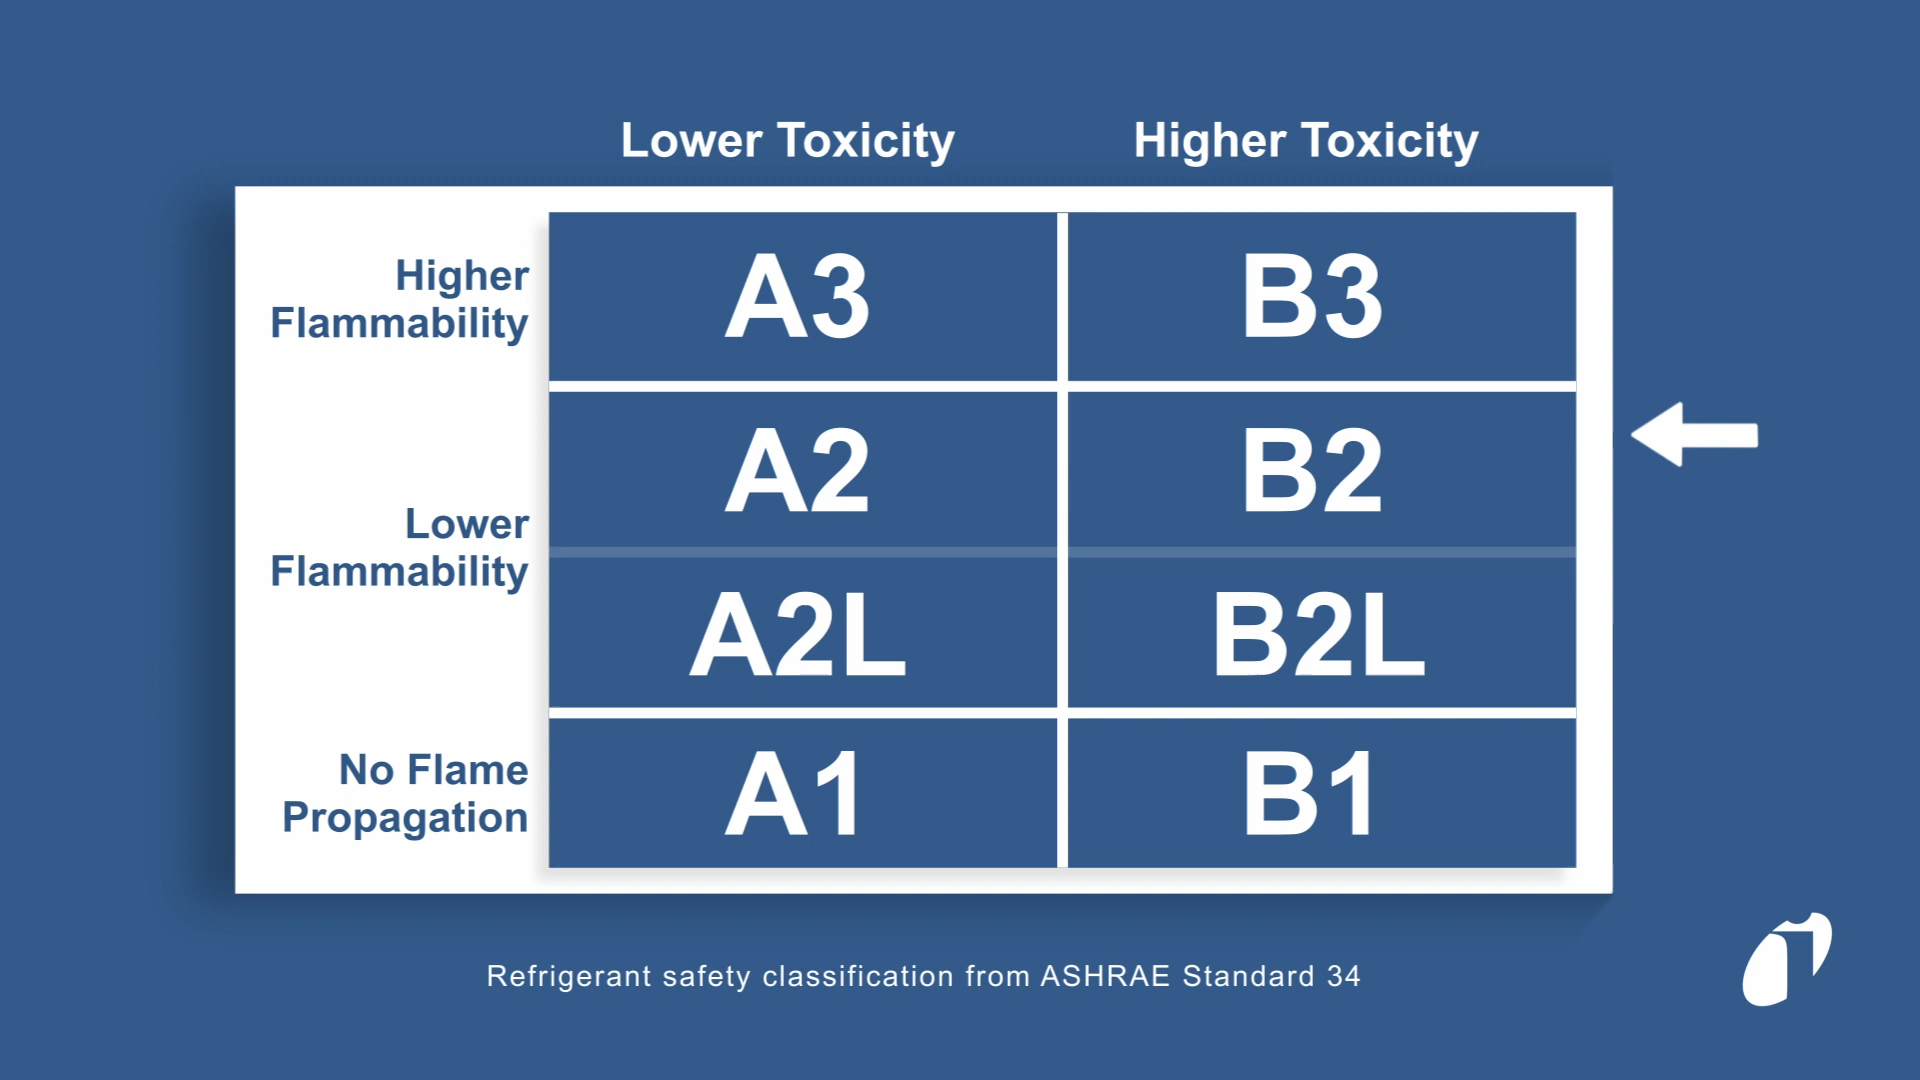 Lower Toxicity Higher Toxicity
Higher
Flammability
A3 B3
A2 B2
Lower
Flammability
A2L B2L
No Flame
Propagation
A1 B1
Refrigerant safety classification from ASHRAE Standard 34